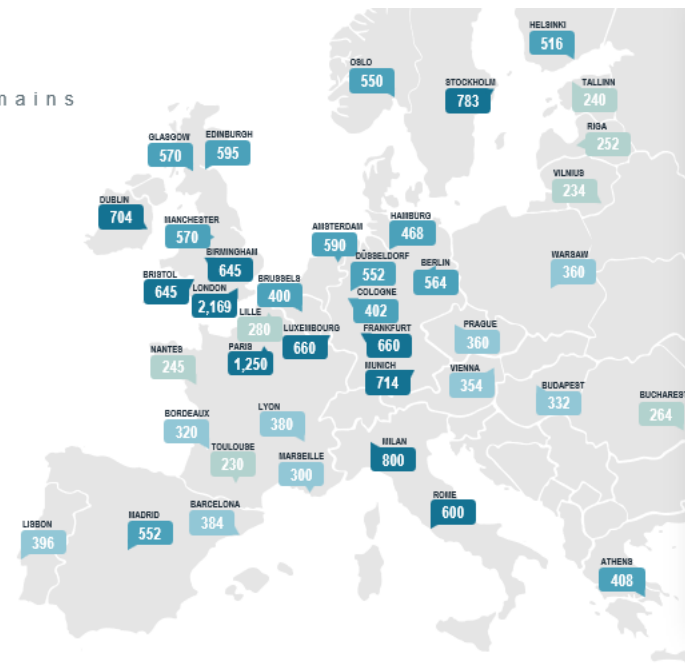 HELSINKI
516
OSLO
550
STOCKHOLM
783
TALLINN
240
mains
RIGA
252
GLASGOW
570
EDINBURGH
595
VILNIUS
234
DUBLIN
704
MANCHESTER
570
HAMBURG
468
AMSTERDAM
590
BIRMINGHAM
645
DÜSSELDORF
552
BERLIN
564
WARSAW
360
BRISTOL
645
LONDON
2,169
BRUSSELS
400
COLOGNE
402
LILLE
280
LUXEMBOURG
660
FRANKFURT
660
PRAGUE
360
NANTES
245
PARIS
1,250
MUNICH
714
VIENNA
354
BUDAPEST
332
BUCHAREST
264
BORDEAUX
320
LYON
380
TOULOUSE
230
MARSEILLE
300
MILAN
800
ROME
600
BARCELONA
384
MADRID
552
LISBON
396
ATHENS
408